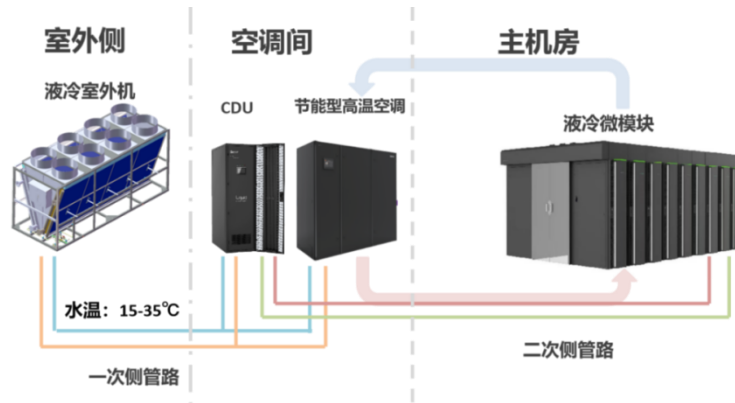 室外侧
空调间
主机房
液冷室外机
CDU
节能型高温空调
液冷微模块
水温：15-35℃
二次侧管路
一次侧管路